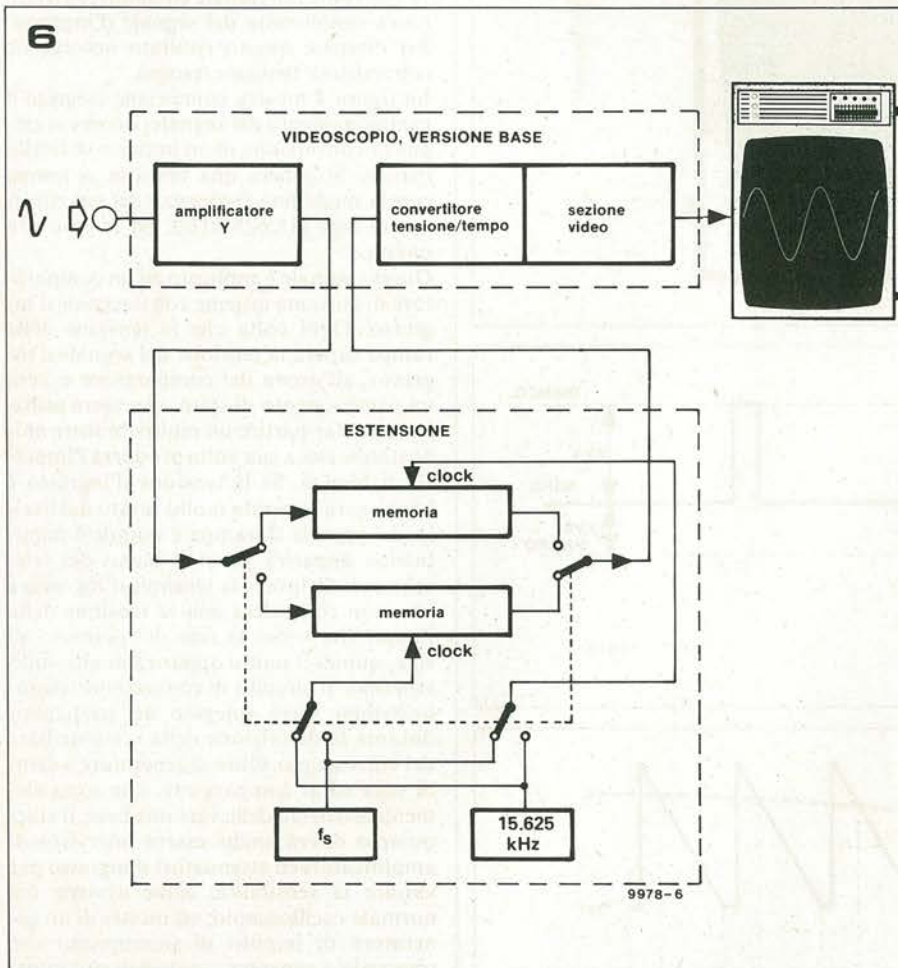 6
VIDEOSCOPIO, VERSIONE BASE
amplificatore
Y
convertitore
tensione/tempo
sezione
video
ESTENSIONE
clock
memoria
memoria
clock
fs
15.625
kHz
9978-6